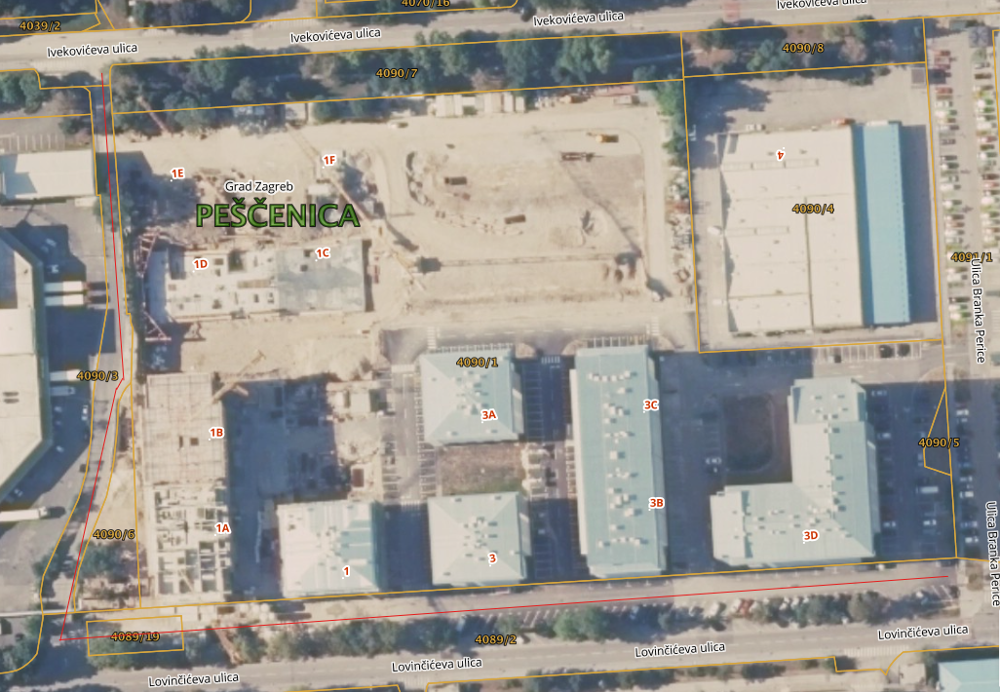 4070/16
Ivekovićeva ulica
4039/2
Ivekovićeva ulica
Ivekovićeva ulica
Ivekovićeva ulica
4090/8
4090/7
4
1F
1E
Grad Zagreb
PEŠČENICA
4090/4
1C
1D
4091/1
Ulica Branka Perice
4090/1
4090/3
3C
3A
1B
4090/5
3B
1A
4090/6
3D
3
1
Ulica Branka Perice
4089/19
4089/2
Lovinčićeva ulica
Lovinčićeva ulica
Lovinčićeva ulica
Lovinčićeva ulica